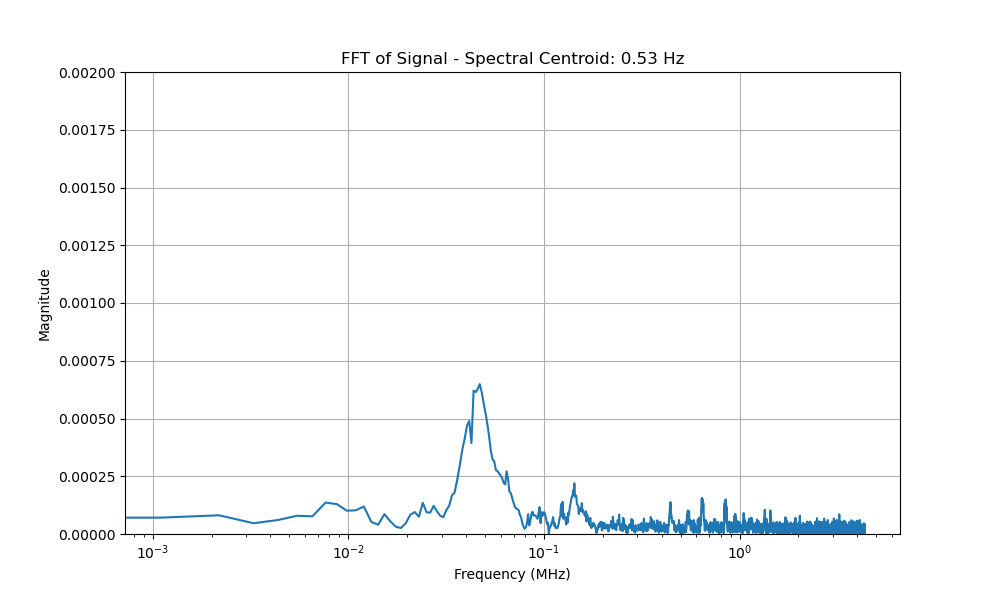 FFT of Signal - Spectral Centroid: 0.53 Hz
0.00200
0.00175
0.00150
0.00125
0.00100
0.00075
0.00050
0.00025
0.00000
Magnitude
10⁻³ 10⁻² 10⁻¹ 10⁰
Frequency (MHz)